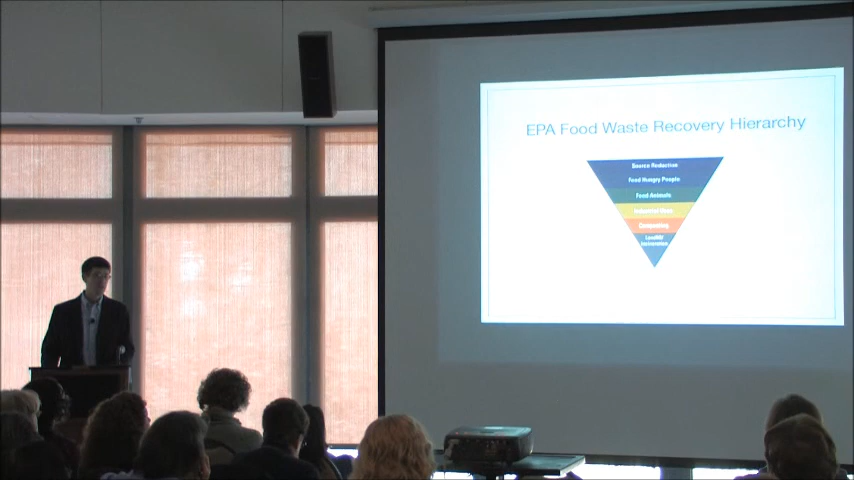 EPA Food Waste Recovery Hierarchy
Source Reduction
Feed Hungry People
Feed Animals
Industrial Uses
Composting
Landfill/
Incineration